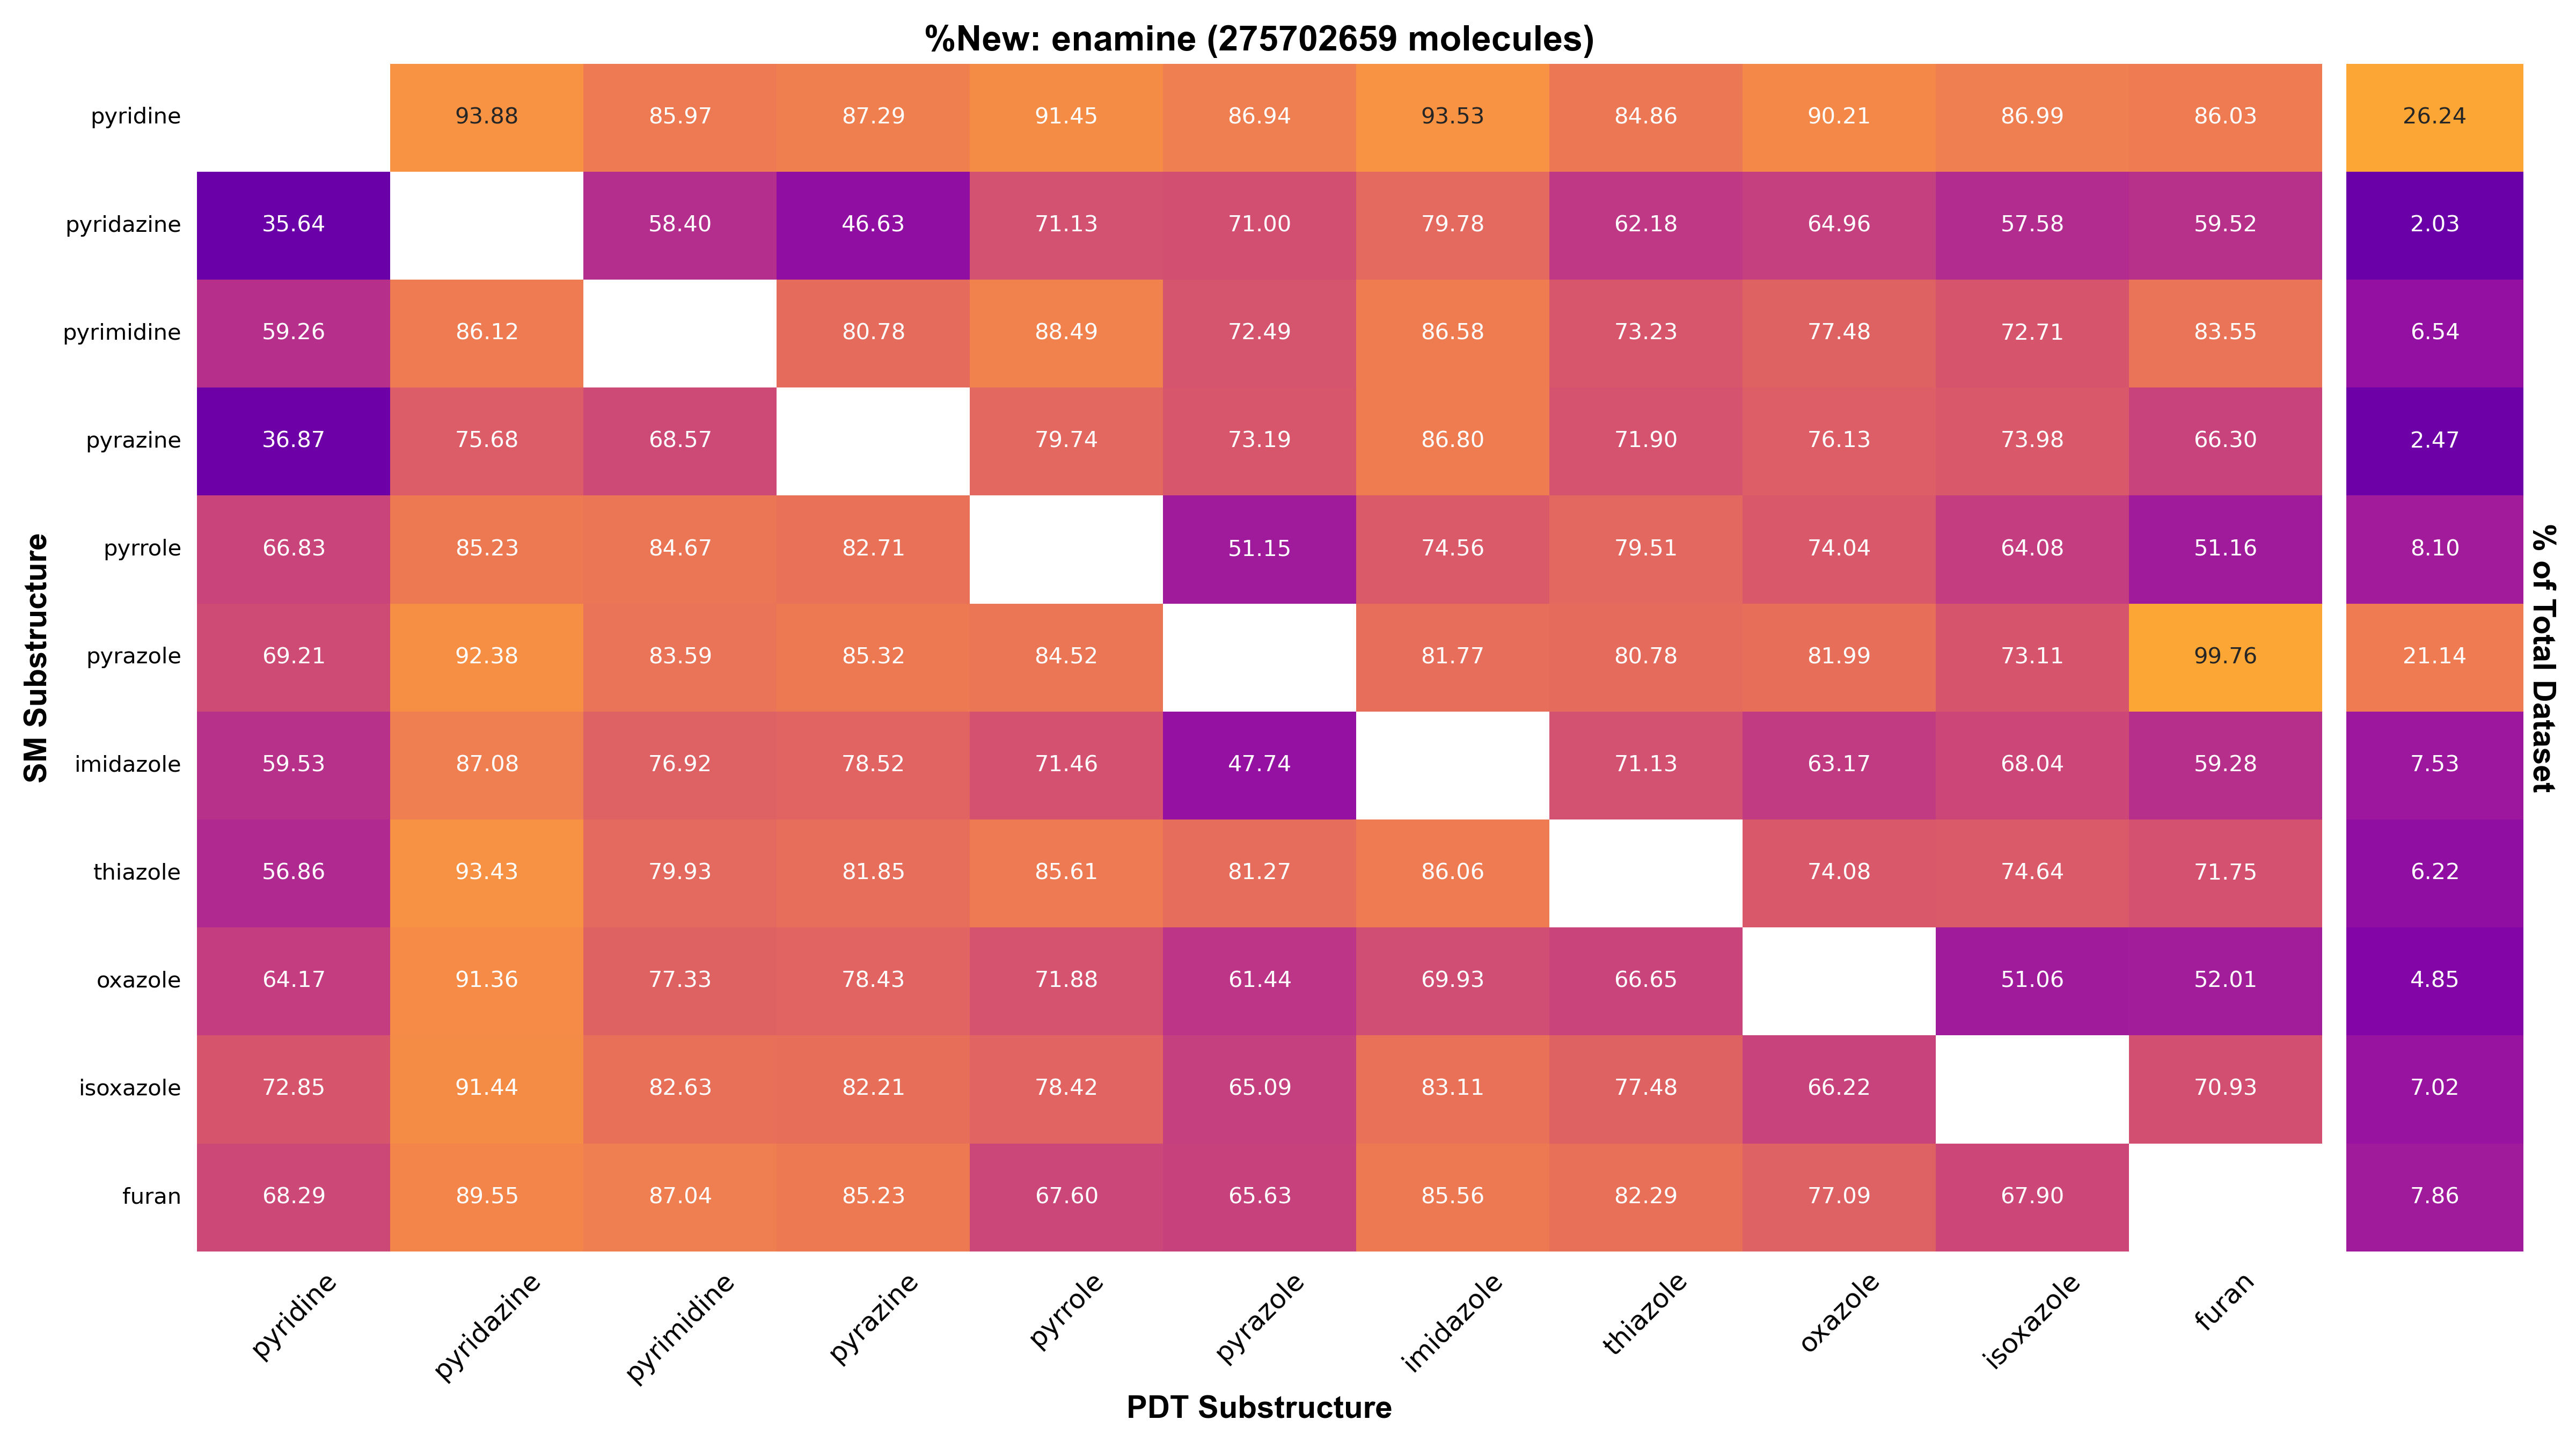 %New: enamine (275702659 molecules)
pyridine 93.88 85.97 87.29 91.45 86.94 93.53 84.86 90.21 86.99 86.03 26.24
pyridazine 35.64 58.40 46.63 71.13 71.00 79.78 62.18 64.96 57.58 59.52 2.03
pyrimidine 59.26 86.12 80.78 88.49 72.49 86.58 73.23 77.48 72.71 83.55 6.54
pyrazine 36.87 75.68 68.57 79.74 73.19 86.80 71.90 76.13 73.98 66.30 2.47
pyrrole 66.83 85.23 84.67 82.71 51.15 74.56 79.51 74.04 64.08 51.16 8.10
pyrazole 69.21 92.38 83.59 85.32 84.52 81.77 80.78 81.99 73.11 99.76 21.14
imidazole 59.53 87.08 76.92 78.52 71.46 47.74 71.13 63.17 68.04 59.28 7.53
thiazole 56.86 93.43 79.93 81.85 85.61 81.27 86.06 74.08 74.64 71.75 6.22
oxazole 64.17 91.36 77.33 78.43 71.88 61.44 69.93 66.65 51.06 52.01 4.85
isoxazole 72.85 91.44 82.63 82.21 78.42 65.09 83.11 77.48 66.22 70.93 7.02
furan 68.29 89.55 87.04 85.23 67.60 65.63 85.56 82.29 77.09 67.90 7.86
pyridine pyridazine pyrimidine pyrazine pyrrole pyrazole imidazole thiazole oxazole isoxazole furan
PDT Substructure
SM Substructure
% of Total Dataset